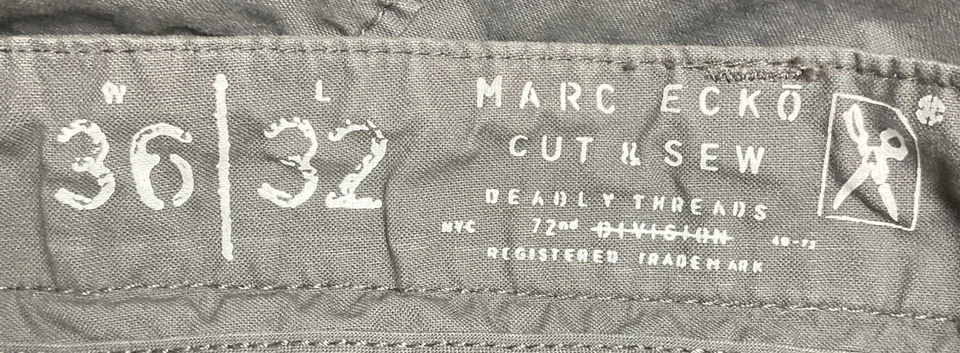 W L
36 32
MARC ECKŌ
CUT & SEW
DEADLY THREADS
NYC 72nd DIVISION
REGISTERED TRADEMARK